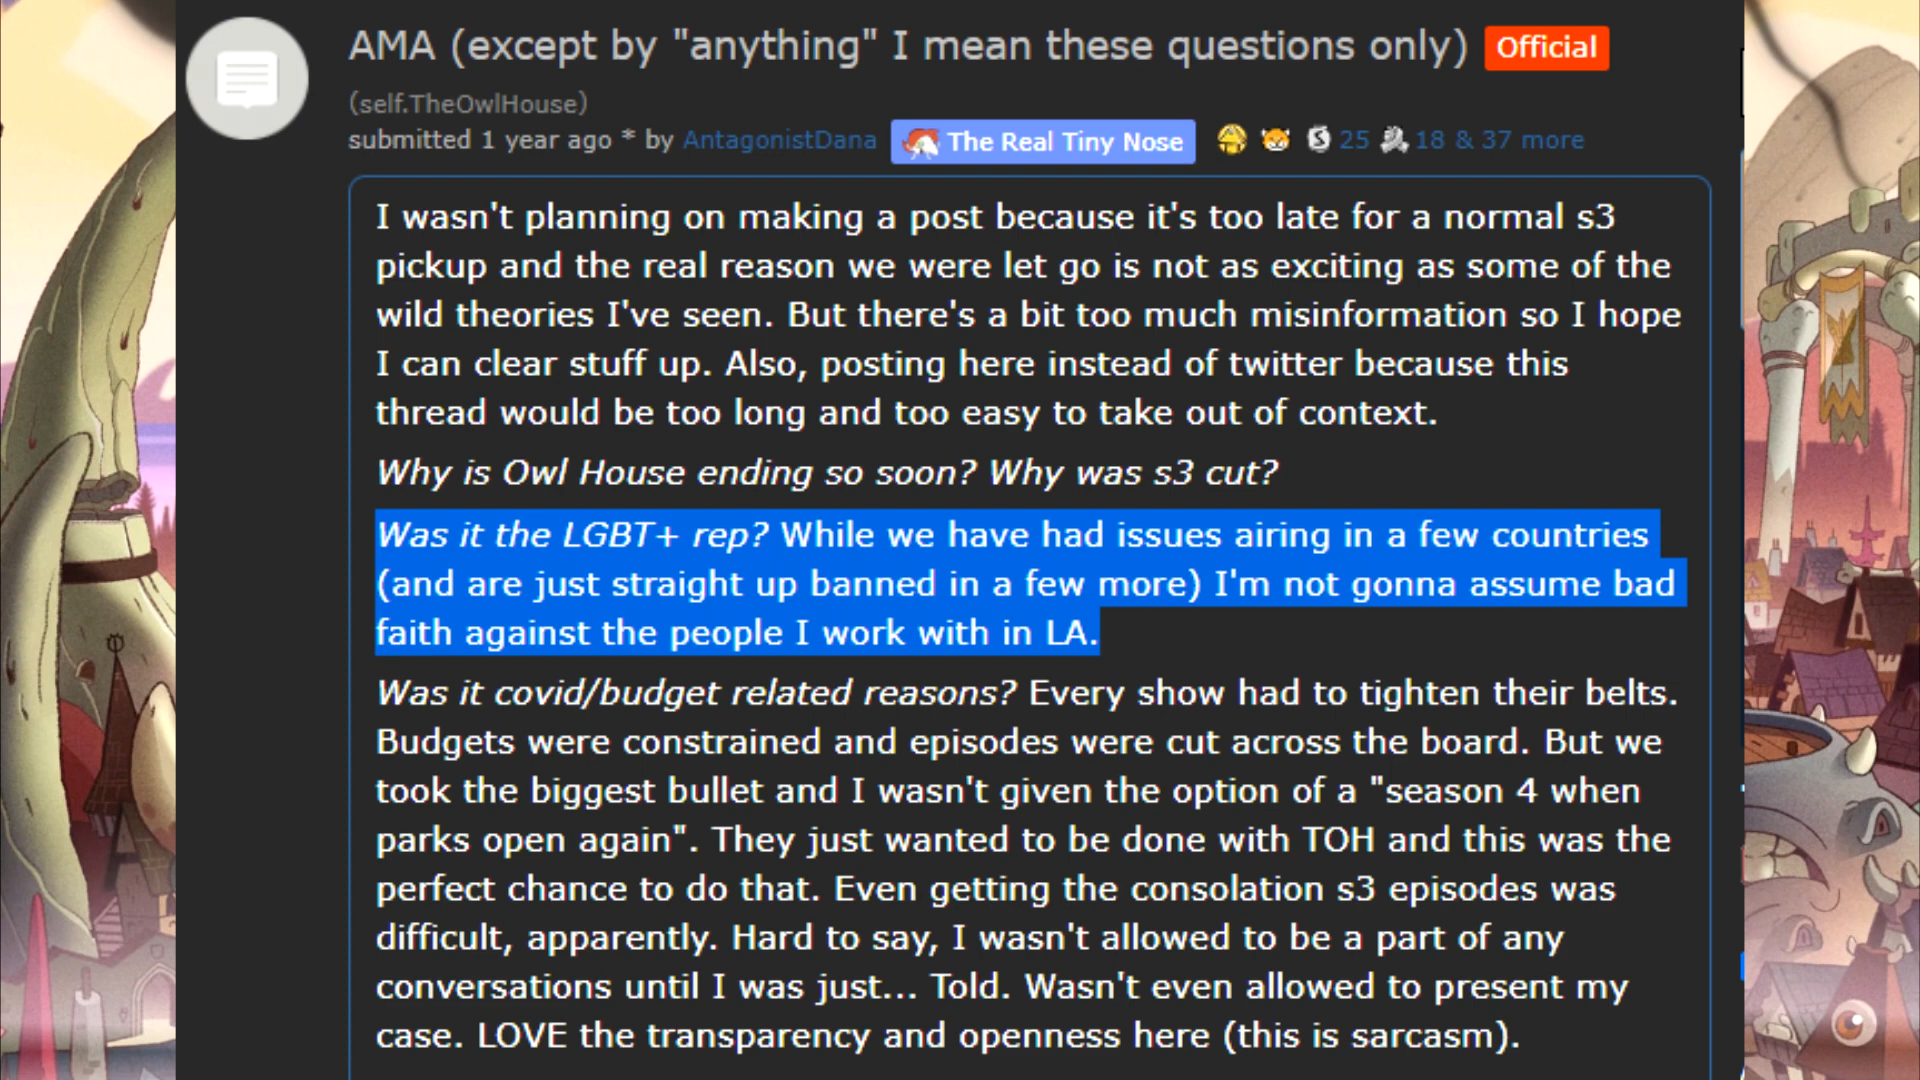 AMA (except by "anything" I mean these questions only) Official
(self.TheOwlHouse)
submitted 1 year ago * by AntagonistDana The Real Tiny Nose 25 18 & 37 more
I wasn't planning on making a post because it's too late for a normal s3
pickup and the real reason we were let go is not as exciting as some of the
wild theories I've seen. But there's a bit too much misinformation so I hope
I can clear stuff up. Also, posting here instead of twitter because this
thread would be too long and too easy to take out of context.
Why is Owl House ending so soon? Why was s3 cut?
Was it the LGBT+ rep? While we have had issues airing in a few countries
(and are just straight up banned in a few more) I'm not gonna assume bad
faith against the people I work with in LA.
Was it covid/budget related reasons? Every show had to tighten their belts.
Budgets were constrained and episodes were cut across the board. But we
took the biggest bullet and I wasn't given the option of a "season 4 when
parks open again". They just wanted to be done with TOH and this was the
perfect chance to do that. Even getting the consolation s3 episodes was
difficult, apparently. Hard to say, I wasn't allowed to be a part of any
conversations until I was just... Told. Wasn't even allowed to present my
case. LOVE the transparency and openness here (this is sarcasm).